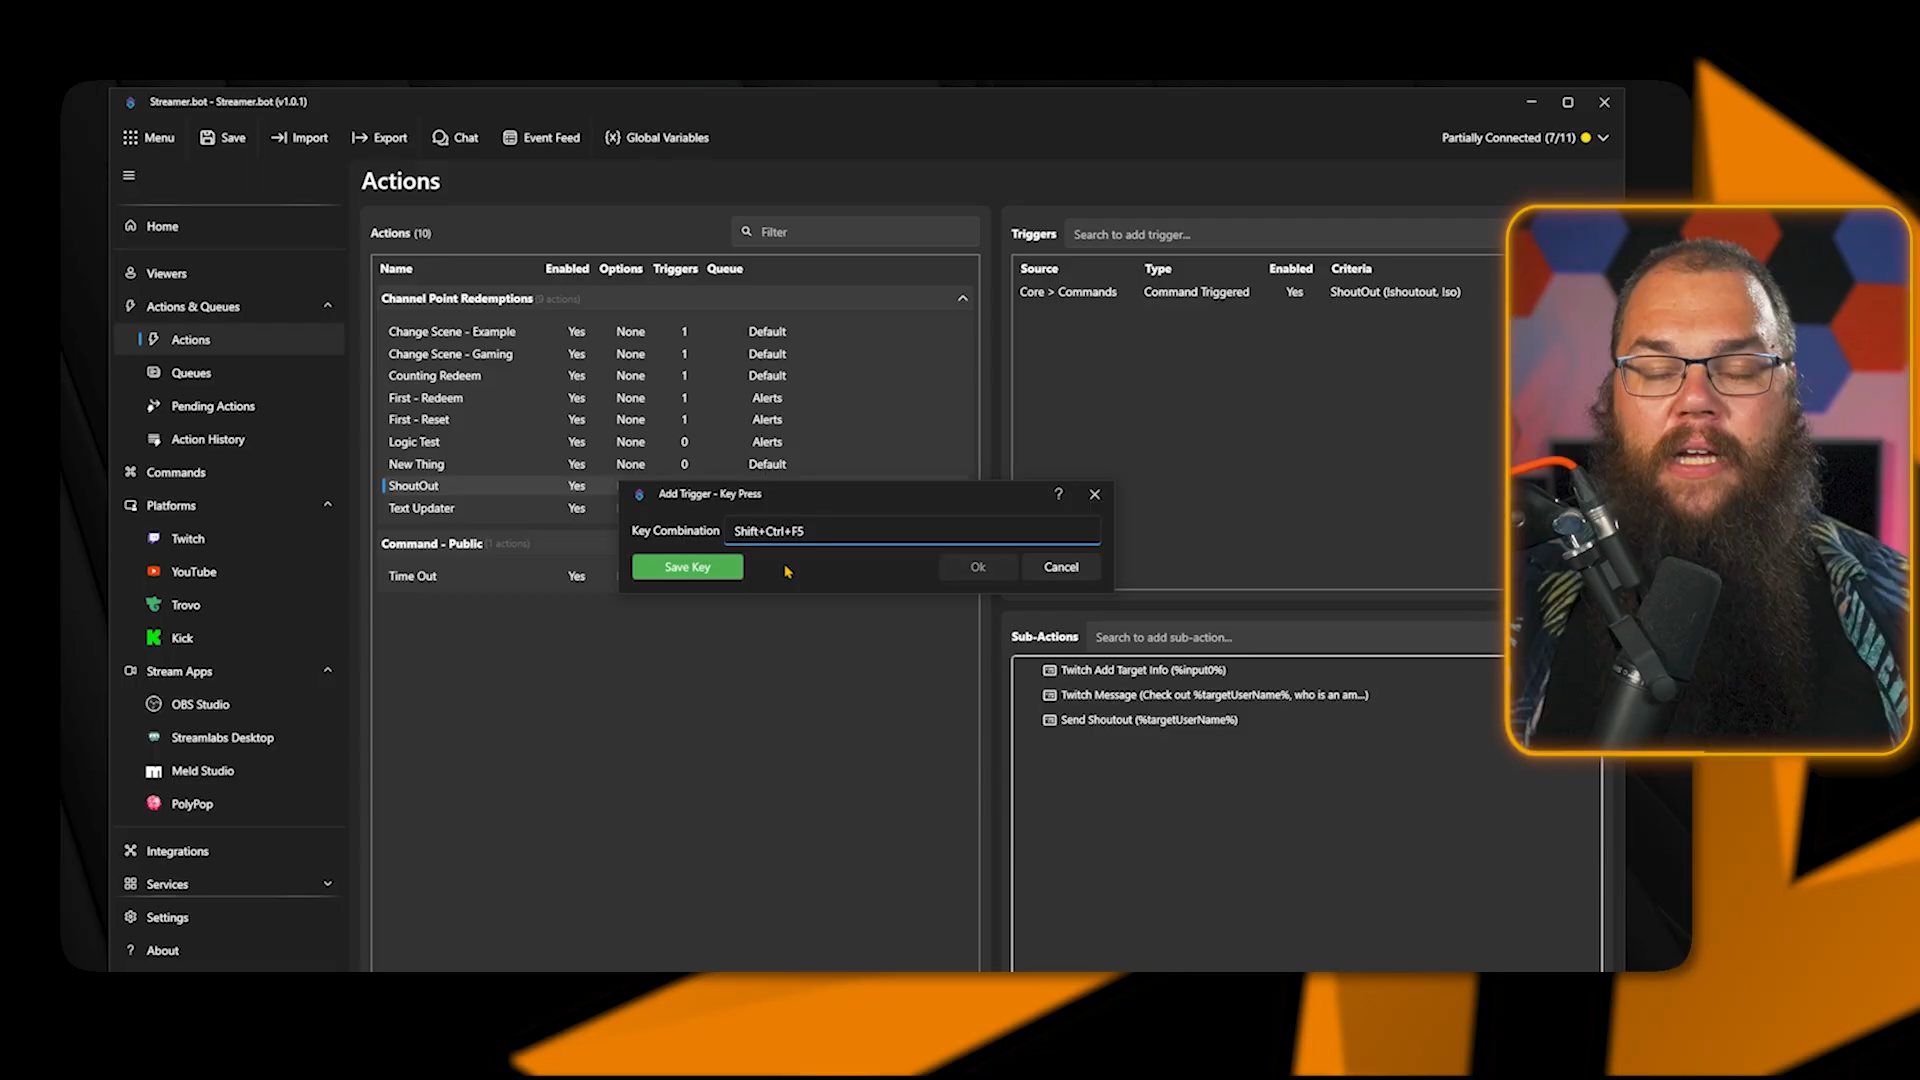 Streamer.bot - Streamer.bot (v1.0.1)
Menu Save Import Export Chat Event Feed Global Variables Partially Connected (7/11)
Actions
Home
Viewers
Actions & Queues
Actions
Queues
Pending Actions
Action History
Commands
Platforms
Twitch
YouTube
Trovo
Kick
Stream Apps
OBS Studio
Streamlabs Desktop
Meld Studio
PolyPop
Integrations
Services
Settings
? About
Actions (10) Filter
Name Enabled Options Triggers Queue
Channel Point Redemptions (9 actions)
Change Scene - Example Yes None 1 Default
Change Scene - Gaming Yes None 1 Default
Counting Redeem Yes None 1 Default
First - Redeem Yes None 1 Alerts
First - Reset Yes None 1 Alerts
Logic Test Yes None 0 Alerts
New Thing Yes None 0 Default
ShoutOut Yes
Text Updater Yes
Command - Public (1 actions)
Time Out Yes
Add Trigger - Key Press ?
Key Combination Shift+Ctrl+F5
Save Key Ok Cancel
Triggers Search to add trigger...
Source Type Enabled Criteria
Core > Commands Command Triggered Yes ShoutOut (!shoutout, !so)
Sub-Actions Search to add sub-action...
Twitch Add Target Info (%input0%)
Twitch Message (Check out %targetUserName%, who is an am...)
Send Shoutout (%targetUserName%)